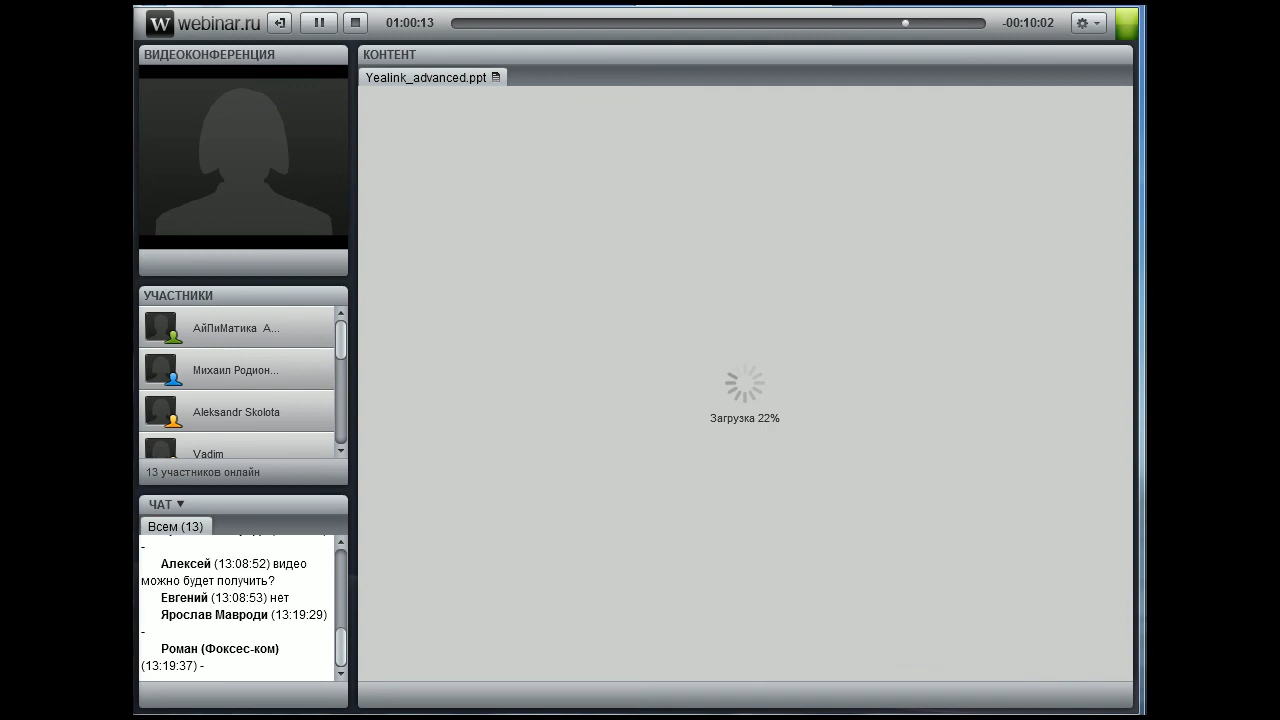 W webinar.ru
01:00:13
-00:10:02
ВИДЕОКОНФЕРЕНЦИЯ
КОНТЕНТ
Yealink_advanced.ppt
Загрузка 22%
УЧАСТНИКИ
АйПиМатика А...
Михаил Родион...
Aleksandr Skolota
Vadim
13 участников онлайн
ЧАТ
Всем (13)
-
Алексей (13:08:52) видео
можно будет получить?
Евгений (13:08:53) нет
Ярослав Мавроди (13:19:29)
-
Роман (Фоксес-ком)
(13:19:37) -